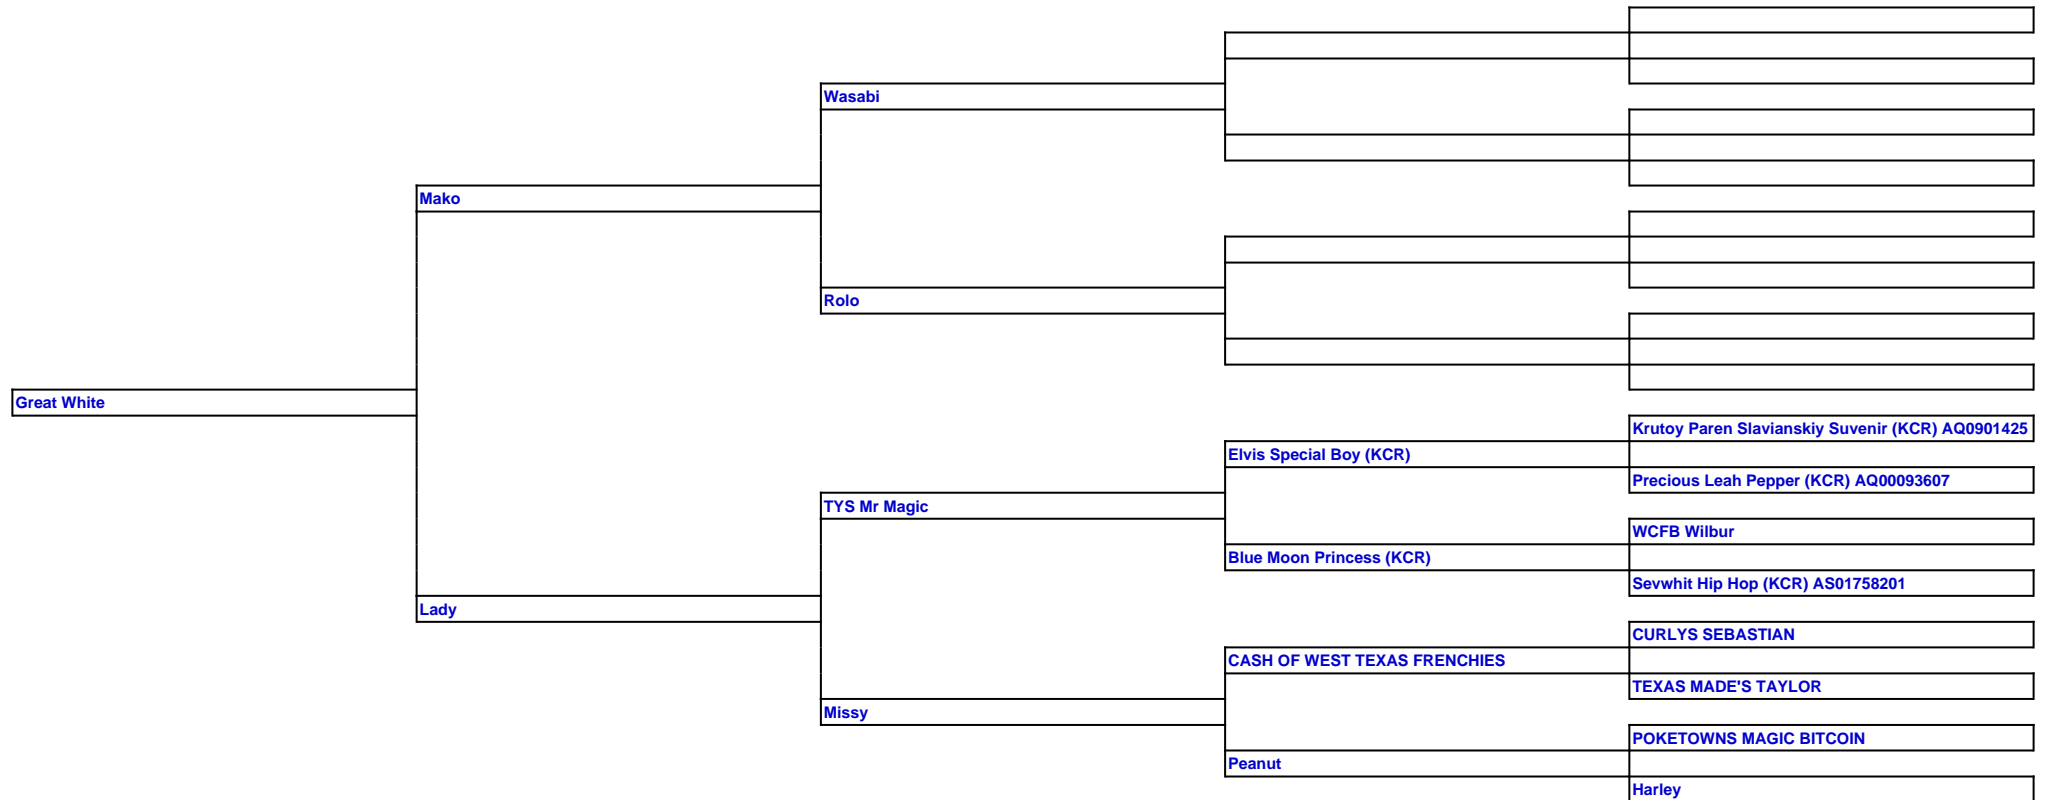 Wasabi
Mako
Rolo
Great White
Krutoy Paren Slavianskiy Suvenir (KCR) AQ0901425
Elvis Special Boy (KCR)
Precious Leah Pepper (KCR) AQ00093607
TYS Mr Magic
WCFB Wilbur
Blue Moon Princess (KCR)
Sevwhit Hip Hop (KCR) AS01758201
Lady
CURLYS SEBASTIAN
CASH OF WEST TEXAS FRENCHIES
TEXAS MADE'S TAYLOR
Missy
POKETOWNS MAGIC BITCOIN
Peanut
Harley